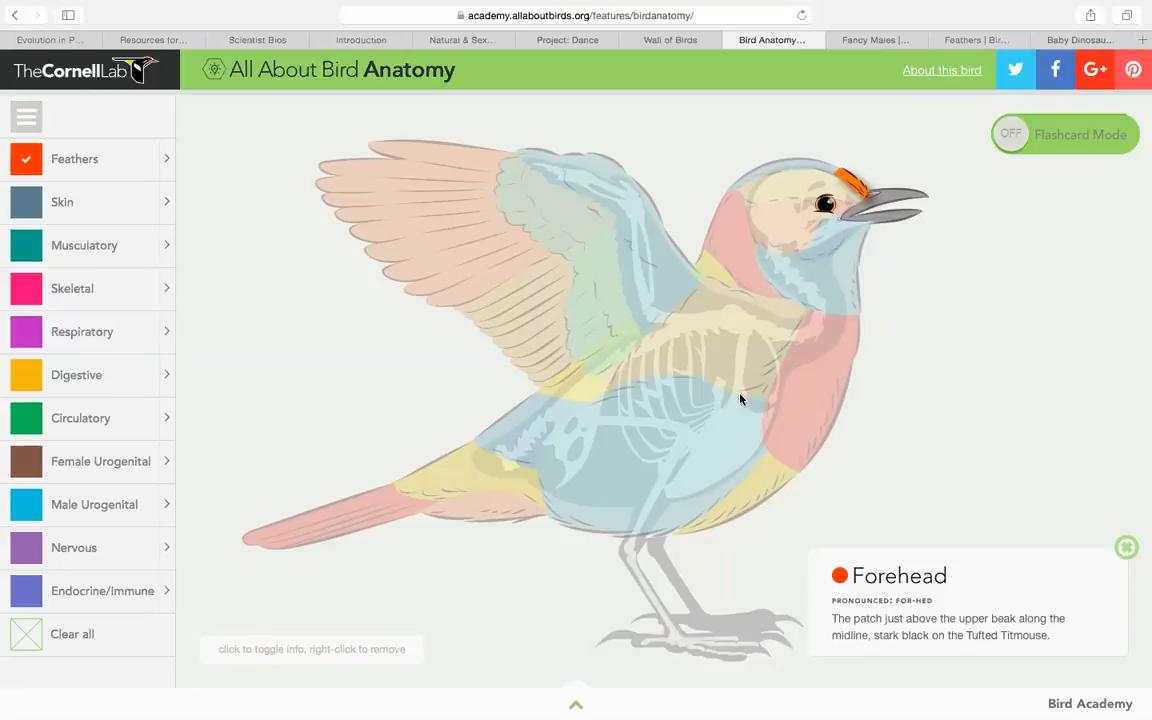 academy.allaboutbirds.org/features/birdanatomy/
Evolution in P...
Resources for...
Scientist Bios
Introduction
Natural & Sex...
Project: Dance
Wall of Birds
Bird Anatomy...
Fancy Males |...
Feathers | Bir...
Baby Dinosau...
TheCornellLab
All About Bird Anatomy
About this bird
G+
OFF
Flashcard Mode
Feathers
Skin
Musculatory
Skeletal
Respiratory
Digestive
Circulatory
Female Urogenital
Male Urogenital
Nervous
Endocrine/Immune
Clear all
Forehead
PRONOUNCED: FOR-HED
The patch just above the upper beak along the
midline, stark black on the Tufted Titmouse.
click to toggle info, right-click to remove
Bird Academy